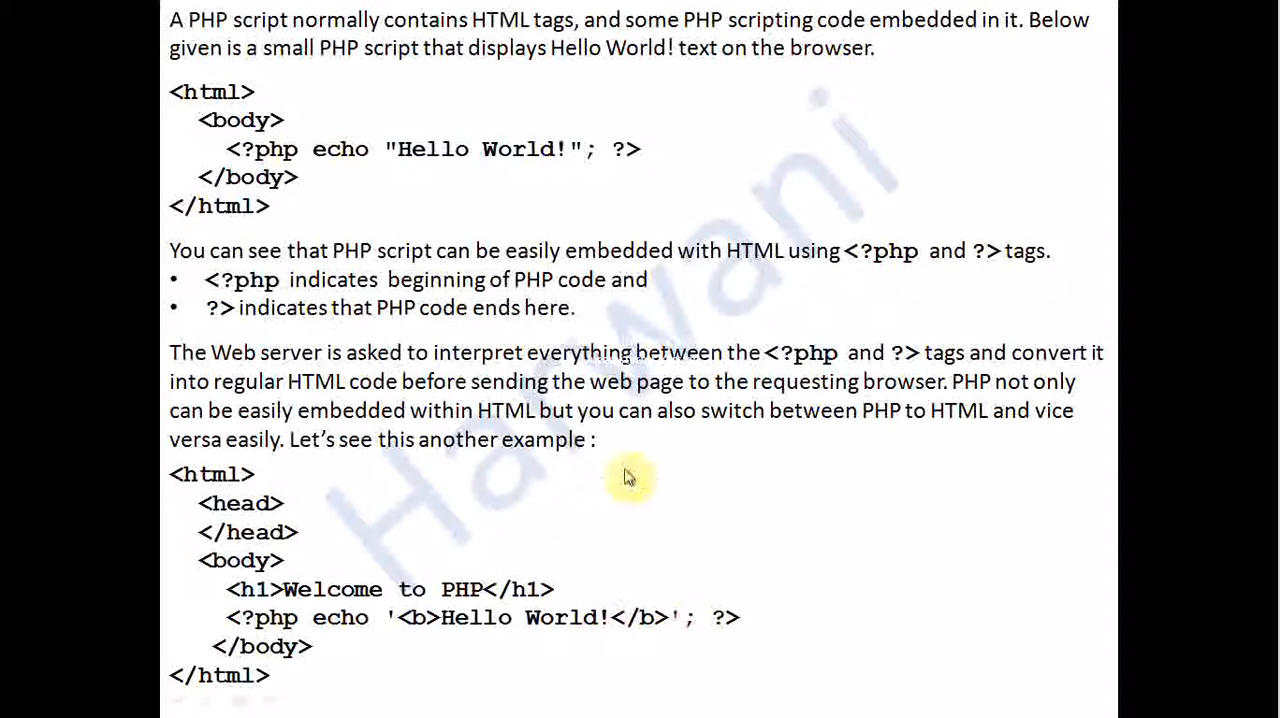 A PHP script normally contains HTML tags, and some PHP scripting code embedded in it. Below
given is a small PHP script that displays Hello World! text on the browser.
<html>
<body>
<?php echo "Hello World!"; ?>
</body>
</html>
You can see that PHP script can be easily embedded with HTML using <?php and ?> tags.
• <?php indicates beginning of PHP code and
• ?> indicates that PHP code ends here.
The Web server is asked to interpret everything between the <?php and ?> tags and convert it
into regular HTML code before sending the web page to the requesting browser. PHP not only
can be easily embedded within HTML but you can also switch between PHP to HTML and vice
versa easily. Let's see this another example :
<html>
<head>
</head>
<body>
<h1>Welcome to PHP</h1>
<?php echo '<b>Hello World!</b>'; ?>
</body>
</html>
Harwani